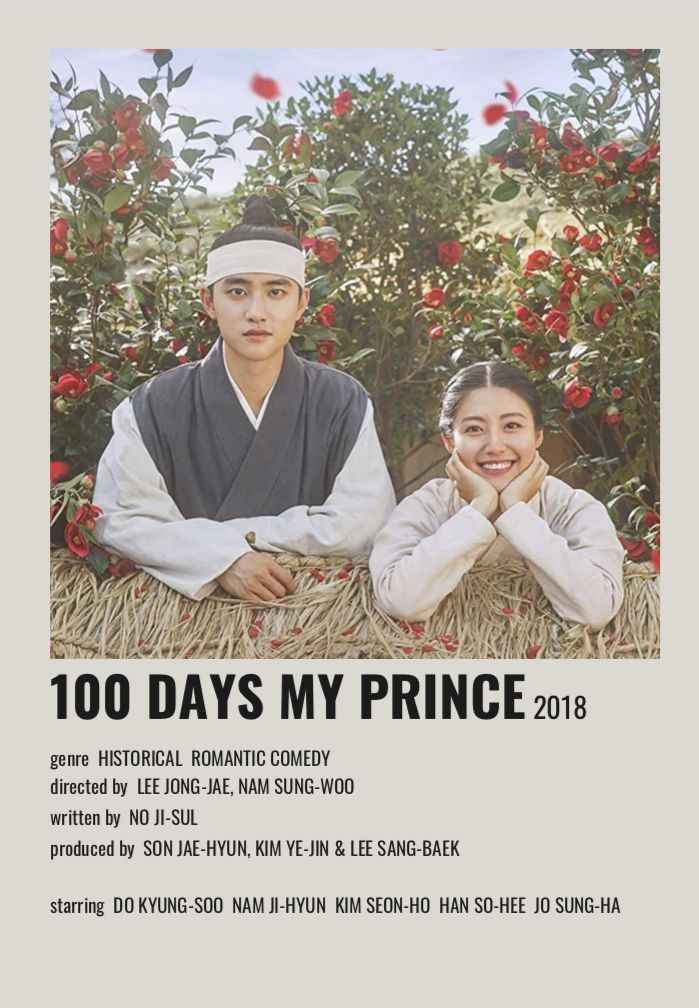 100 DAYS MY PRINCE 2018
genre HISTORICAL ROMANTIC COMEDY
directed by LEE JONG-JAE, NAM SUNG-WOO
written by NO JI-SUL
produced by SON JAE-HYUN, KIM YE-JIN & LEE SANG-BAEK
starring DO KYUNG-SOO NAM JI-HYUN KIM SEON-HO HAN SO-HEE JO SUNG-HA